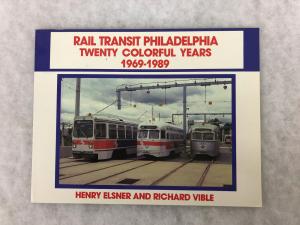 RAIL TRANSIT PHILADELPHIA
TWENTY COLORFUL YEARS
1969-1989
HENRY ELSNER AND RICHARD VIBLE